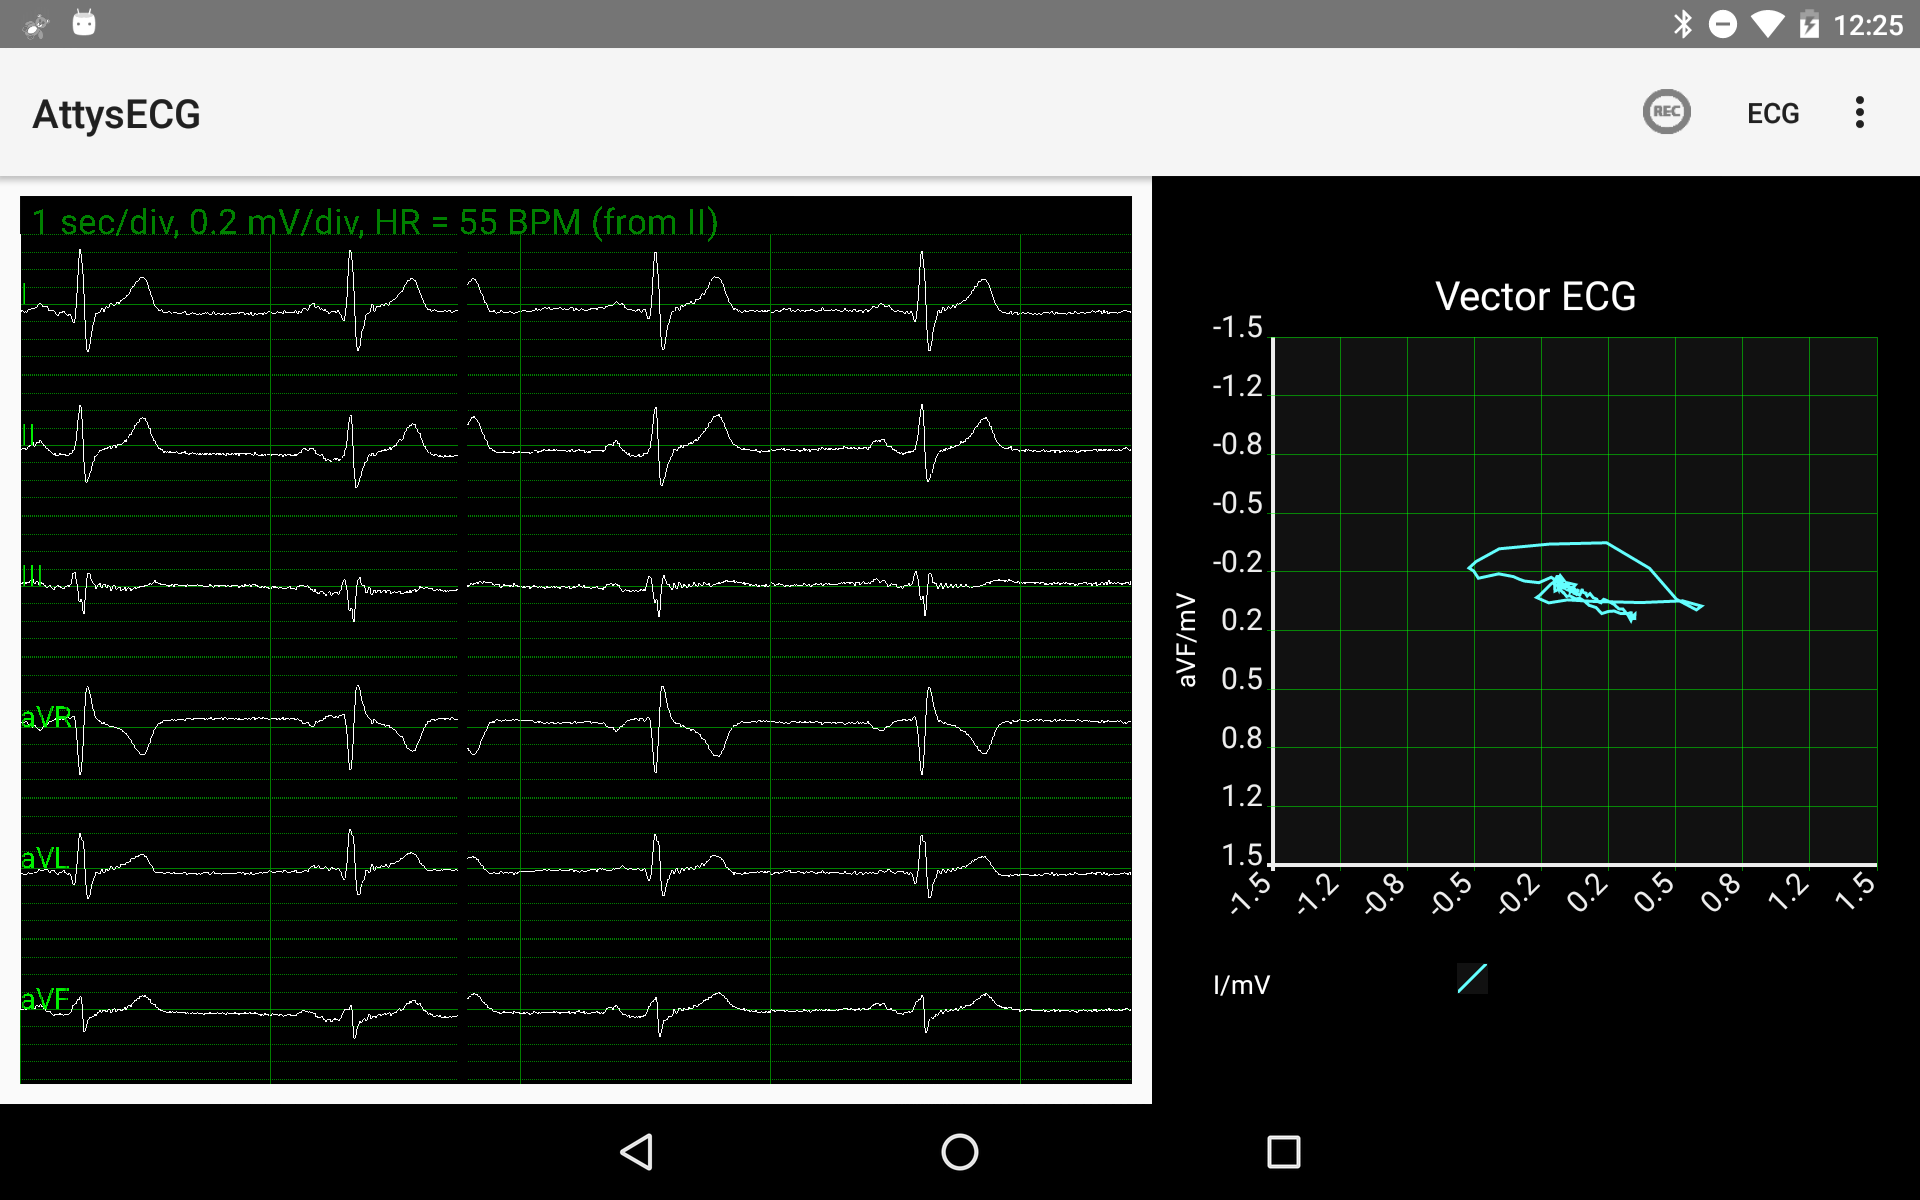 12:25
AttysECG
REC
ECG
1 sec/div, 0.2 mV/div, HR = 55 BPM (from II)
I
II
III
aVR
aVL
aVF
Vector ECG
-1.5
-1.2
-0.8
-0.5
-0.2
0.2
0.5
0.8
1.2
1.5
aVF/mV
-1.5 -1.2 -0.8 -0.5 -0.2 0.2 0.5 0.8 1.2 1.5
I/mV